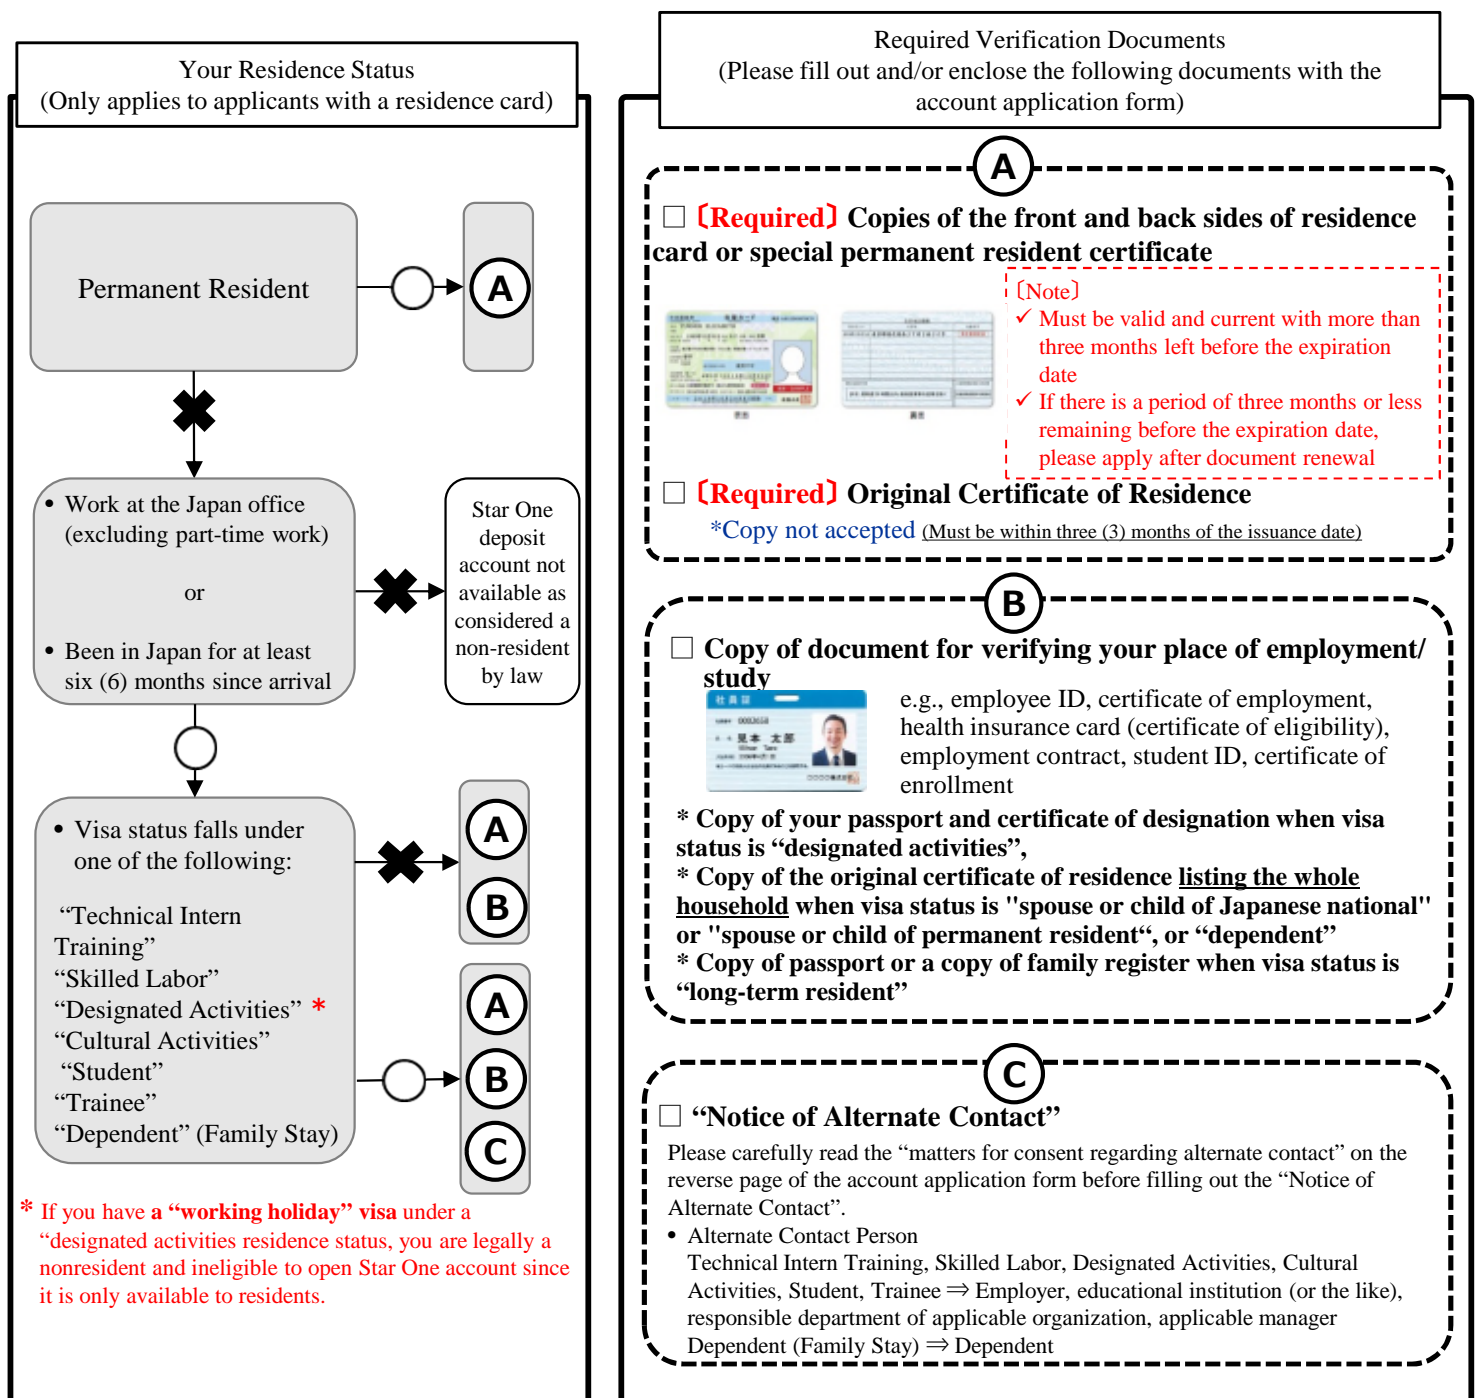 Your Residence Status
(Only applies to applicants with a residence card)
Permanent Resident
A
• Work at the Japan office
(excluding part-time work)
or
• Been in Japan for at least
six (6) months since arrival
Star One
deposit
account not
available as
considered a
non-resident
by law
• Visa status falls under
one of the following:
“Technical Intern
Training”
“Skilled Labor”
“Designated Activities” *
“Cultural Activities”
“Student”
“Trainee”
“Dependent” (Family Stay)
A
B
A
B
C
* If you have a “working holiday” visa under a
“designated activities residence status, you are legally a
nonresident and ineligible to open Star One account since
it is only available to residents.
Required Verification Documents
(Please fill out and/or enclose the following documents with the
account application form)
A
□〔Required〕Copies of the front and back sides of residence
card or special permanent resident certificate
〔Note〕
✓ Must be valid and current with more than
three months left before the expiration
date
✓ If there is a period of three months or less
remaining before the expiration date,
please apply after document renewal
□〔Required〕Original Certificate of Residence
*Copy not accepted (Must be within three (3) months of the issuance date)
B
□ Copy of document for verifying your place of employment/
study
社員証
0002658
見本 太郎
e.g., employee ID, certificate of employment,
health insurance card (certificate of eligibility),
employment contract, student ID, certificate of
enrollment
* Copy of your passport and certificate of designation when visa
status is “designated activities”,
* Copy of the original certificate of residence listing the whole
household when visa status is "spouse or child of Japanese national"
or "spouse or child of permanent resident“, or “dependent”
* Copy of passport or a copy of family register when visa status is
“long-term resident”
C
□ “Notice of Alternate Contact”
Please carefully read the “matters for consent regarding alternate contact” on the
reverse page of the account application form before filling out the “Notice of
Alternate Contact”.
• Alternate Contact Person
Technical Intern Training, Skilled Labor, Designated Activities, Cultural
Activities, Student, Trainee ⇒ Employer, educational institution (or the like),
responsible department of applicable organization, applicable manager
Dependent (Family Stay) ⇒ Dependent